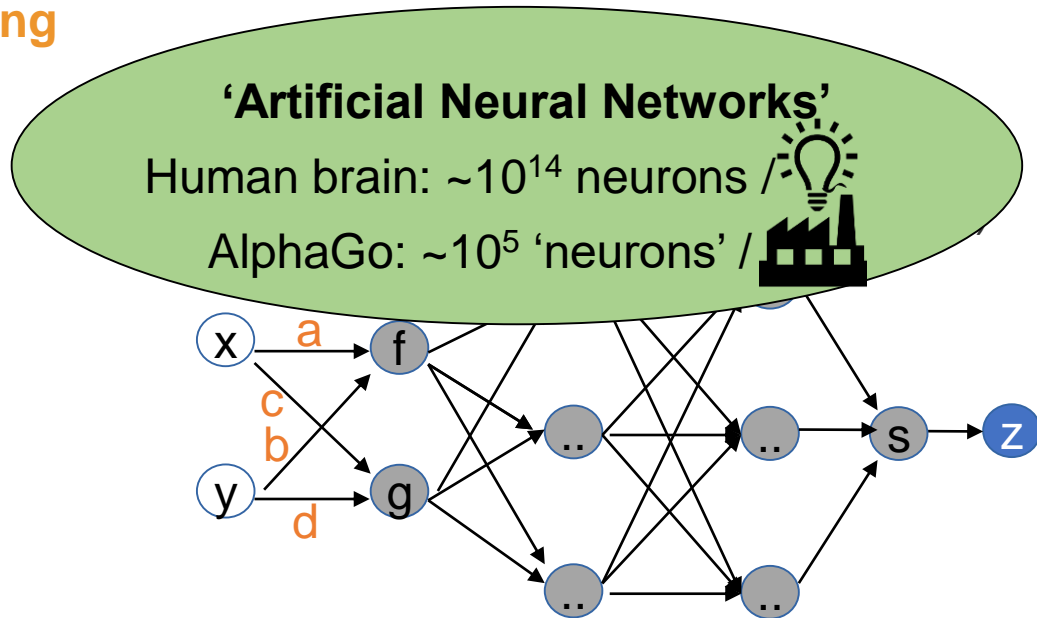 ng
‘Artificial Neural Networks’
Human brain: ~10¹⁴ neurons /
AlphaGo: ~10⁵ ‘neurons’ /
x a f
c
b
y d g
.. .. s z
.. ..